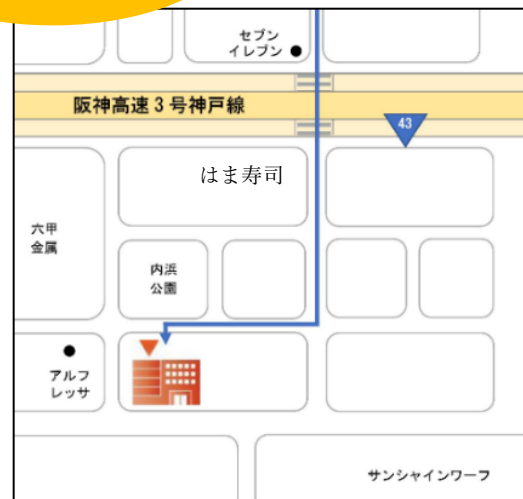 セブン
イレブン
阪神高速3号神戸線
43
はま寿司
六甲
金属
内浜
公園
アルフ
レッサ
サンシャインワーフ